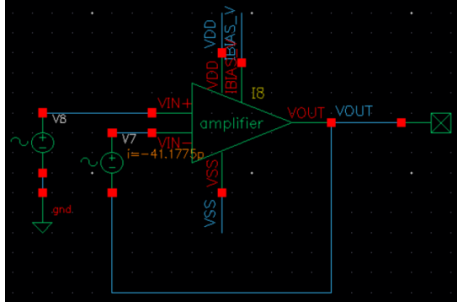 VDD
IBIAS_V
VDD
IBIAS
I8
V8
VIN+
amplifier
VOUT
VOUT
V7
VIN-
i=-41.1775p
VSS
VSS
gnd